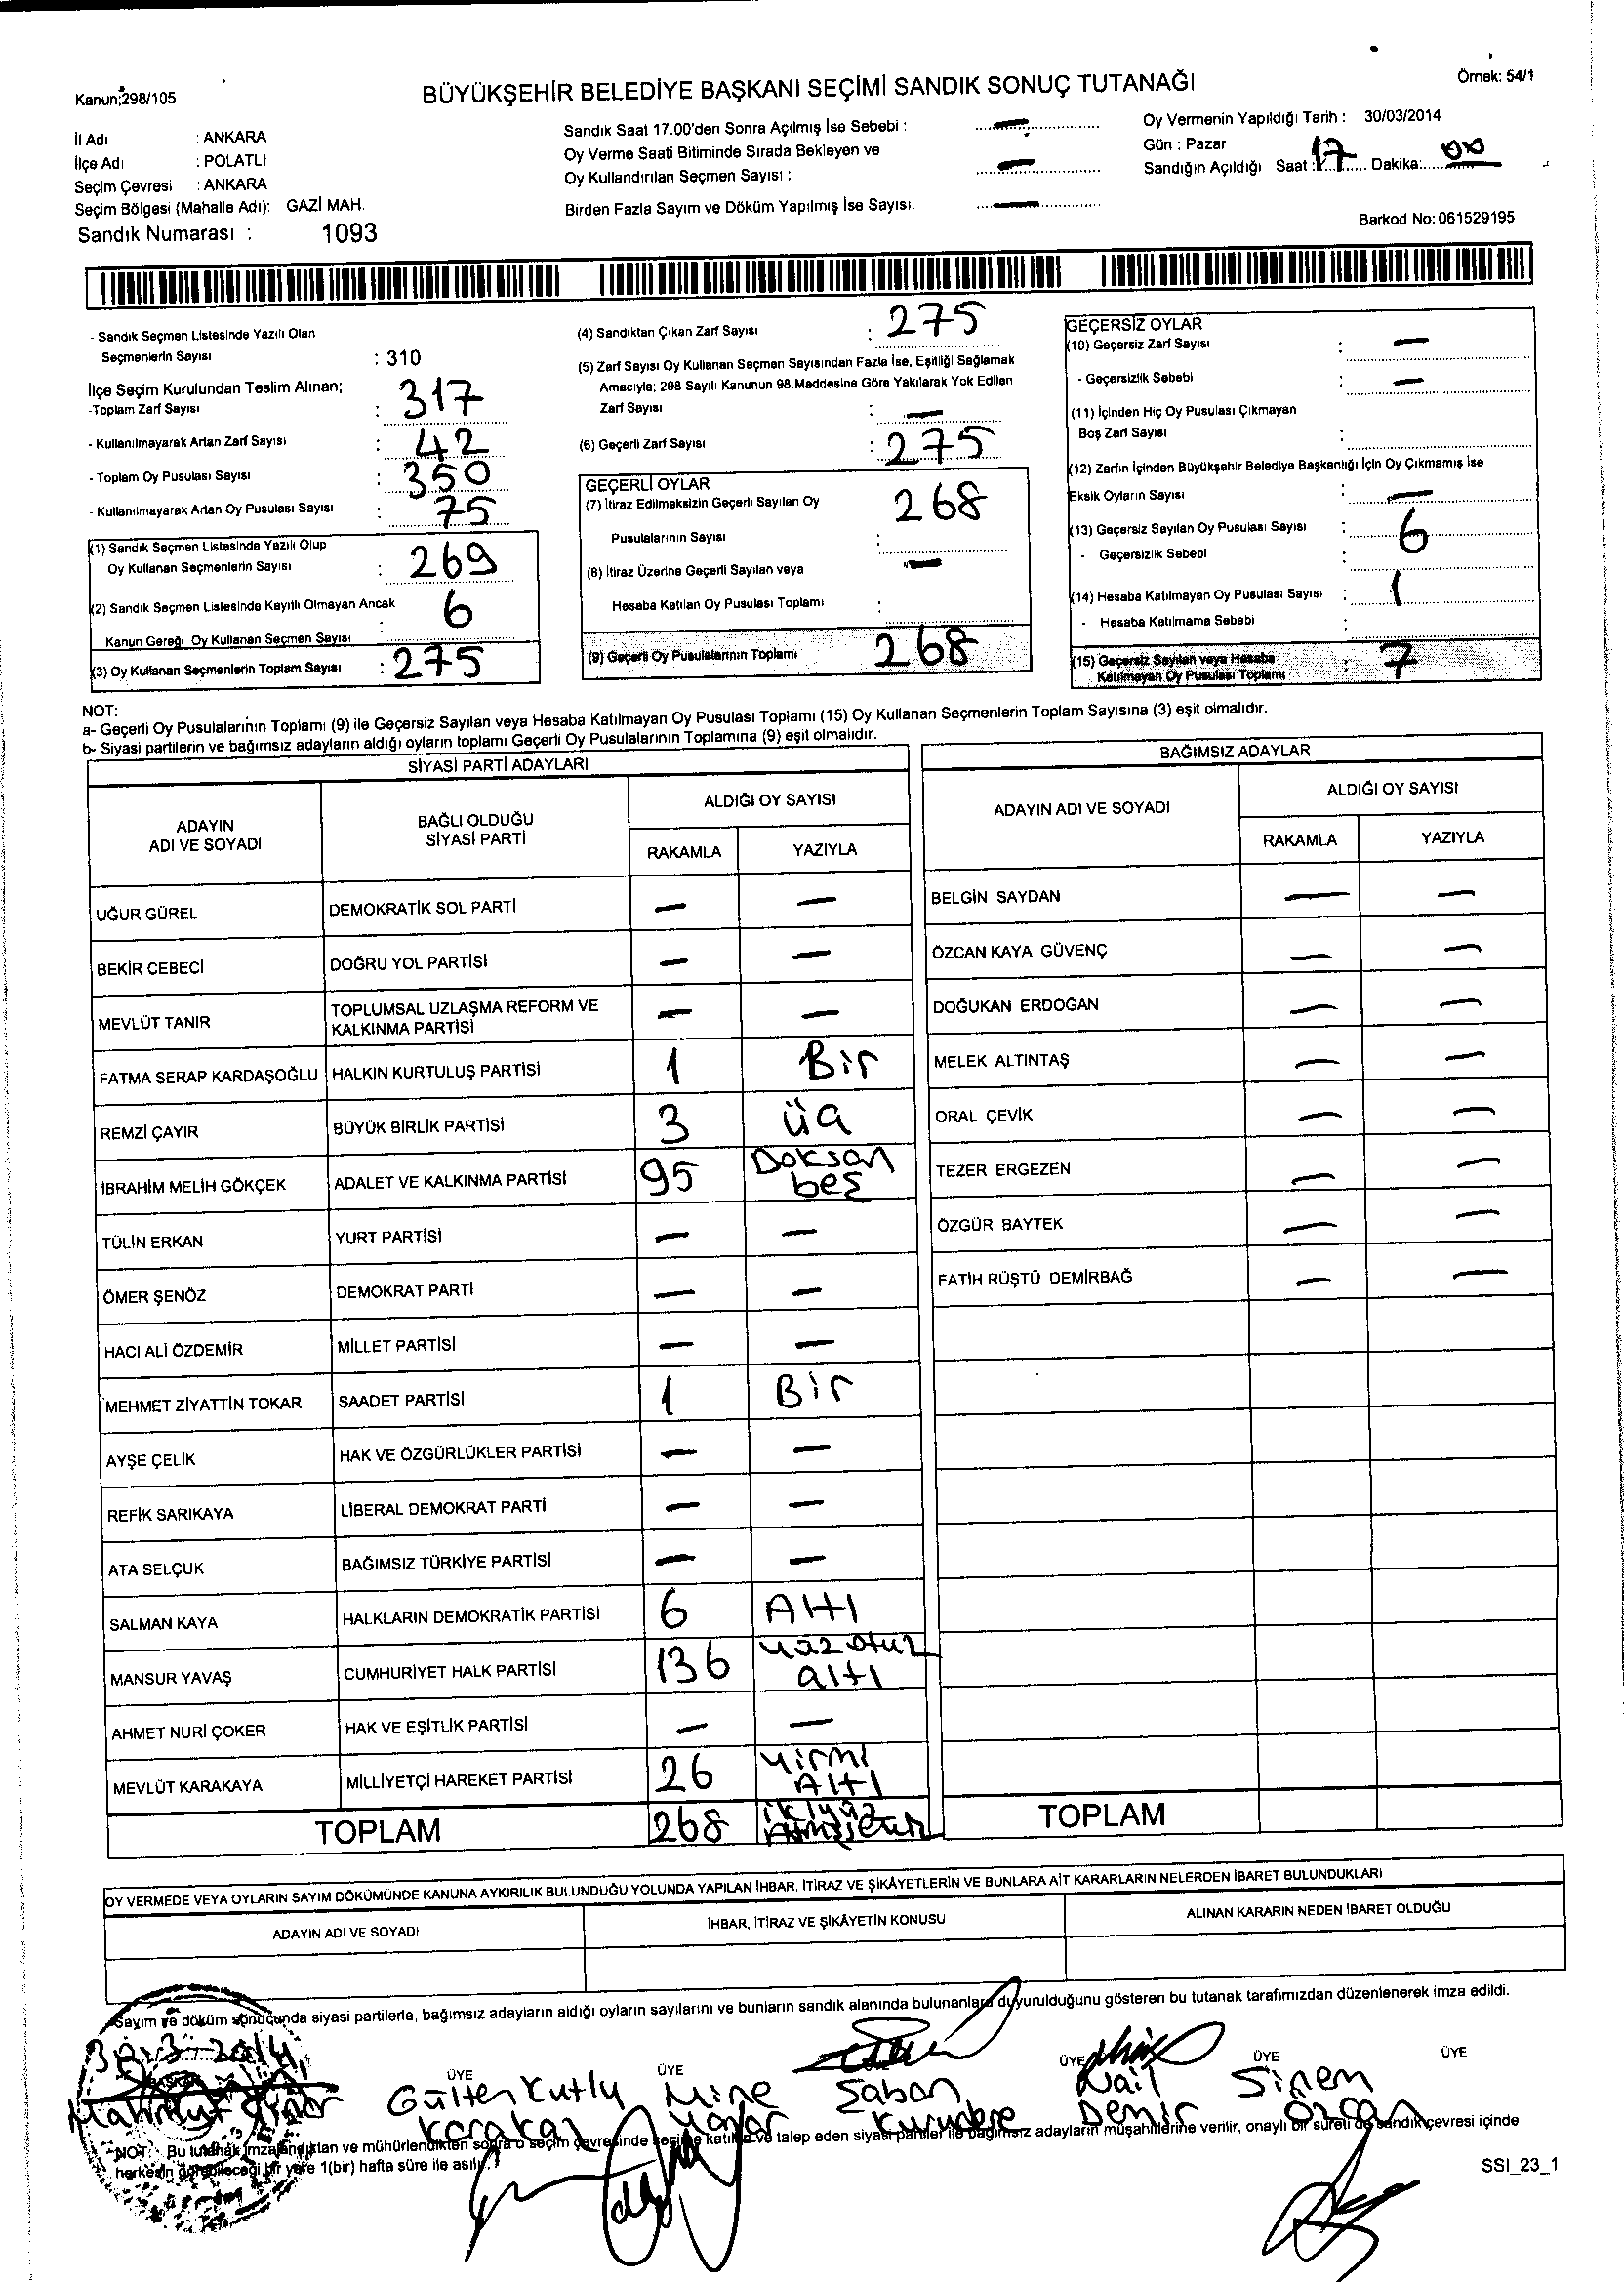 Kanun:298/105
BÜYÜKŞEHİR BELEDİYE BAŞKANI SEÇİMİ SANDIK SONUÇ TUTANAĞI
Örnek: 54/1
İl Adı : ANKARA
İlçe Adı : POLATLI
Seçim Çevresi : ANKARA
Seçim Bölgesi (Mahalle Adı): GAZİ MAH.
Sandık Numarası : 1093
Sandık Saat 17.00'den Sonra Açılmış İse Sebebi : —
Oy Verme Saati Bitiminde Sırada Bekleyen ve
Oy Kullandırılan Seçmen Sayısı : —
Birden Fazla Sayım ve Döküm Yapılmış İse Sayısı: —
Oy Vermenin Yapıldığı Tarih : 30/03/2014
Gün : Pazar
Sandığın Açıldığı Saat : 17 Dakika: 00
Barkod No: 061529195
- Sandık Seçmen Listesinde Yazılı Olan
Seçmenlerin Sayısı : 310
İlçe Seçim Kurulundan Teslim Alınan;
-Toplam Zarf Sayısı : 317
- Kullanılmayarak Artan Zarf Sayısı : 42
- Toplam Oy Pusulası Sayısı : 350
- Kullanılmayarak Artan Oy Pusulası Sayısı : 75
(1) Sandık Seçmen Listesinde Yazılı Olup
Oy Kullanan Seçmenlerin Sayısı : 269
(2) Sandık Seçmen Listesinde Kayıtlı Olmayan Ancak
Kanun Gereği Oy Kullanan Seçmen Sayısı : 6
(3) Oy Kullanan Seçmenlerin Toplam Sayısı : 275
(4) Sandıktan Çıkan Zarf Sayısı : 275
(5) Zarf Sayısı Oy Kullanan Seçmen Sayısından Fazla İse, Eşitliği Sağlamak
Amacıyla; 298 Sayılı Kanunun 98.Maddesine Göre Yakılarak Yok Edilen
Zarf Sayısı : —
(6) Geçerli Zarf Sayısı : 275
GEÇERLİ OYLAR
(7) İtiraz Edilmeksizin Geçerli Sayılan Oy
Pusulalarının Sayısı : 268
(8) İtiraz Üzerine Geçerli Sayılan veya
Hesaba Katılan Oy Pusulası Toplamı : —
(9) Geçerli Oy Pusulalarının Toplamı 268
GEÇERSİZ OYLAR
(10) Geçersiz Zarf Sayısı : —
- Geçersizlik Sebebi : —
(11) İçinden Hiç Oy Pusulası Çıkmayan
Boş Zarf Sayısı :
(12) Zarfın İçinden Büyükşehir Belediye Başkanlığı İçin Oy Çıkmamış İse
Eksik Oyların Sayısı : —
(13) Geçersiz Sayılan Oy Pusulası Sayısı : 6
- Geçersizlik Sebebi :
(14) Hesaba Katılmayan Oy Pusulası Sayısı : 1
- Hesaba Katılmama Sebebi :
(15) Geçersiz Sayılan veya Hesaba
Katılmayan Oy Pusulası Toplamı : 7
NOT:
a- Geçerli Oy Pusulalarının Toplamı (9) ile Geçersiz Sayılan veya Hesaba Katılmayan Oy Pusulası Toplamı (15) Oy Kullanan Seçmenlerin Toplam Sayısına (3) eşit olmalıdır.
b- Siyasi partilerin ve bağımsız adayların aldığı oyların toplamı Geçerli Oy Pusulalarının Toplamına (9) eşit olmalıdır.
SİYASİ PARTİ ADAYLARI
ADAYIN ADI VE SOYADI BAĞLI OLDUĞU SİYASİ PARTİ ALDIĞI OY SAYISI
RAKAMLA YAZIYLA
UĞUR GÜREL DEMOKRATİK SOL PARTİ — —
BEKİR CEBECİ DOĞRU YOL PARTİSİ — —
MEVLÜT TANIR TOPLUMSAL UZLAŞMA REFORM VE KALKINMA PARTİSİ — —
FATMA SERAP KARDAŞOĞLU HALKIN KURTULUŞ PARTİSİ 1 Bir
REMZİ ÇAYIR BÜYÜK BİRLİK PARTİSİ 3 üç
İBRAHİM MELİH GÖKÇEK ADALET VE KALKINMA PARTİSİ 95 Doksan beş
TÜLİN ERKAN YURT PARTİSİ — —
ÖMER ŞENÖZ DEMOKRAT PARTİ — —
HACI ALİ ÖZDEMİR MİLLET PARTİSİ — —
MEHMET ZİYATTİN TOKAR SAADET PARTİSİ 1 Bir
AYŞE ÇELİK HAK VE ÖZGÜRLÜKLER PARTİSİ — —
REFİK SARIKAYA LİBERAL DEMOKRAT PARTİ — —
ATA SELÇUK BAĞIMSIZ TÜRKİYE PARTİSİ — —
SALMAN KAYA HALKLARIN DEMOKRATİK PARTİSİ 6 Altı
MANSUR YAVAŞ CUMHURİYET HALK PARTİSİ 136 yüz otuz altı
AHMET NURİ ÇOKER HAK VE EŞİTLİK PARTİSİ — —
MEVLÜT KARAKAYA MİLLİYETÇİ HAREKET PARTİSİ 26 yirmi Altı
TOPLAM 268
BAĞIMSIZ ADAYLAR
ADAYIN ADI VE SOYADI ALDIĞI OY SAYISI
RAKAMLA YAZIYLA
BELGİN SAYDAN — —
ÖZCAN KAYA GÜVENÇ — —
DOĞUKAN ERDOĞAN — —
MELEK ALTINTAŞ — —
ORAL ÇEVİK — —
TEZER ERGEZEN — —
ÖZGÜR BAYTEK — —
FATİH RÜŞTÜ DEMİRBAĞ — —
TOPLAM
OY VERMEDE VEYA OYLARIN SAYIM DÖKÜMÜNDE KANUNA AYKIRILIK BULUNDUĞU YOLUNDA YAPILAN İHBAR, İTİRAZ VE ŞİKÂYETLERİN VE BUNLARA AİT KARARLARIN NELERDEN İBARET BULUNDUKLARI
ADAYIN ADI VE SOYADI İHBAR, İTİRAZ VE ŞİKÂYETİN KONUSU ALINAN KARARIN NEDEN İBARET OLDUĞU
Sayım ve döküm sonucunda siyasi partilerle, bağımsız adayların aldığı oyların sayılarını ve bunların sandık alanında bulunanlara duyurulduğunu gösteren bu tutanak tarafımızdan düzenlenerek imza edildi.
30.3.2014
ÜYE ÜYE ÜYE ÜYE ÜYE
Gülten Kutlu Mine Şaban Nail Sinem
Karakaz Kurudere Demir Özcan
NOT: Bu tutanak imzalandıktan ve mühürlendikten sonra o seçim çevresinde seçime katılan ve talep eden siyasi partiler ile bağımsız adayların müşahitlerine verilir, onaylı bir sureti de sandık çevresi içinde
herkesin görebileceği bir yere 1(bir) hafta süre ile asılır.
SSI_23_1